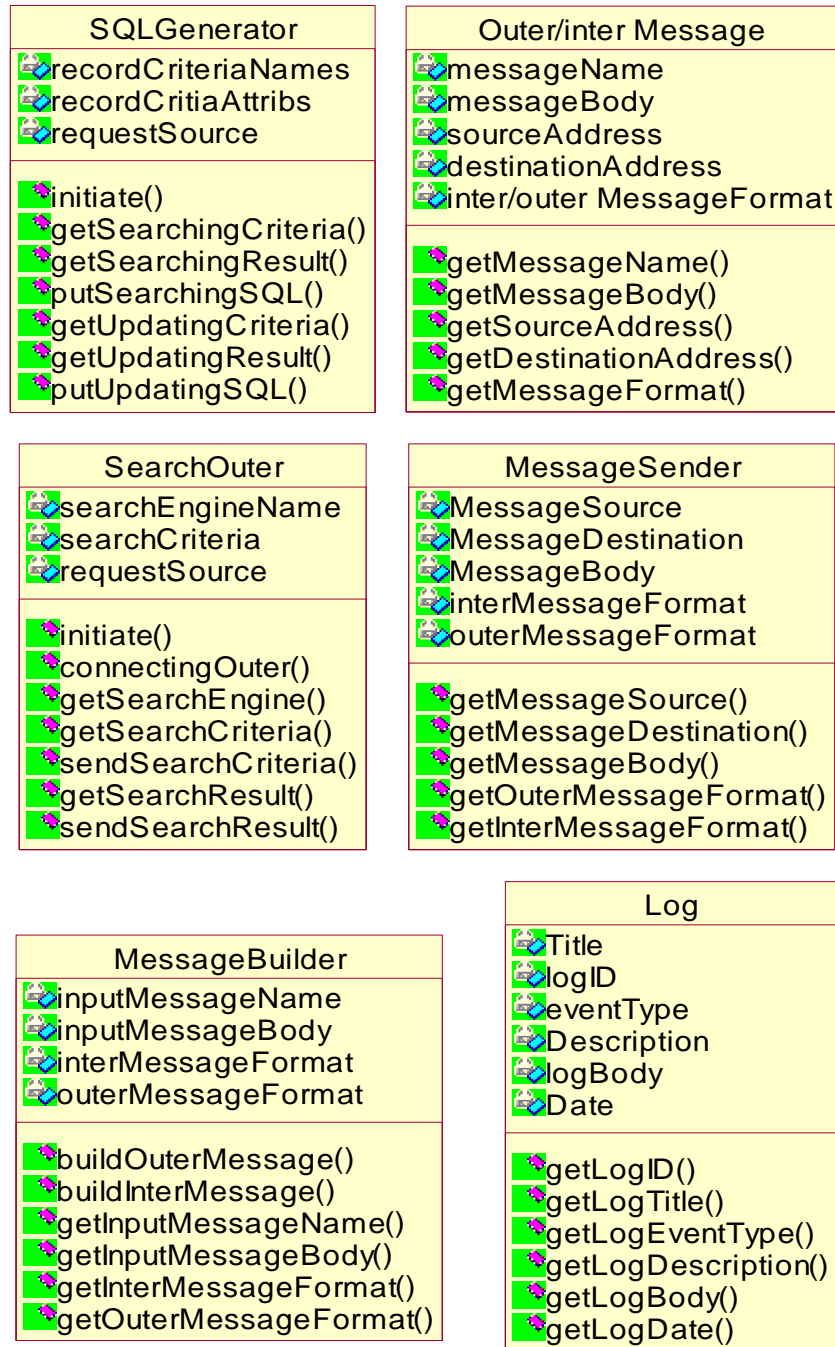 SQLGenerator
recordCriteriaNames
recordCritiaAttribs
requestSource
initiate()
getSearchingCriteria()
getSearchingResult()
putSearchingSQL()
getUpdatingCriteria()
getUpdatingResult()
putUpdatingSQL()
Outer/inter Message
messageName
messageBody
sourceAddress
destinationAddress
inter/outer MessageFormat
getMessageName()
getMessageBody()
getSourceAddress()
getDestinationAddress()
getMessageFormat()
SearchOuter
searchEngineName
searchCriteria
requestSource
initiate()
connectingOuter()
getSearchEngine()
getSearchCriteria()
sendSearchCriteria()
getSearchResult()
sendSearchResult()
MessageSender
MessageSource
MessageDestination
MessageBody
interMessageFormat
outerMessageFormat
getMessageSource()
getMessageDestination()
getMessageBody()
getOuterMessageFormat()
getInterMessageFormat()
MessageBuilder
inputMessageName
inputMessageBody
interMessageFormat
outerMessageFormat
buildOuterMessage()
buildInterMessage()
getInputMessageName()
getInputMessageBody()
getInterMessageFormat()
getOuterMessageFormat()
Log
Title
logID
eventType
Description
logBody
Date
getLogID()
getLogTitle()
getLogEventType()
getLogDescription()
getLogBody()
getLogDate()